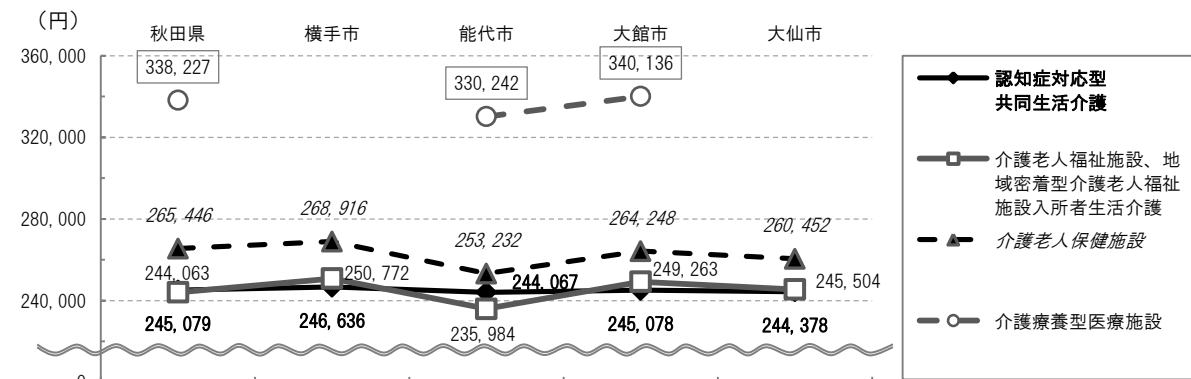 （円）
秋田県 横手市 能代市 大館市 大仙市
360,000
338,227 330,242 340,136
320,000
280,000
265,446 268,916 253,232 264,248 260,452
244,063 250,772 244,067 249,263 245,504
240,000
245,079 246,636 235,984 245,078 244,378
0
認知症対応型
共同生活介護
介護老人福祉施設、地
域密着型介護老人福祉
施設入所者生活介護
介護老人保健施設
介護療養型医療施設